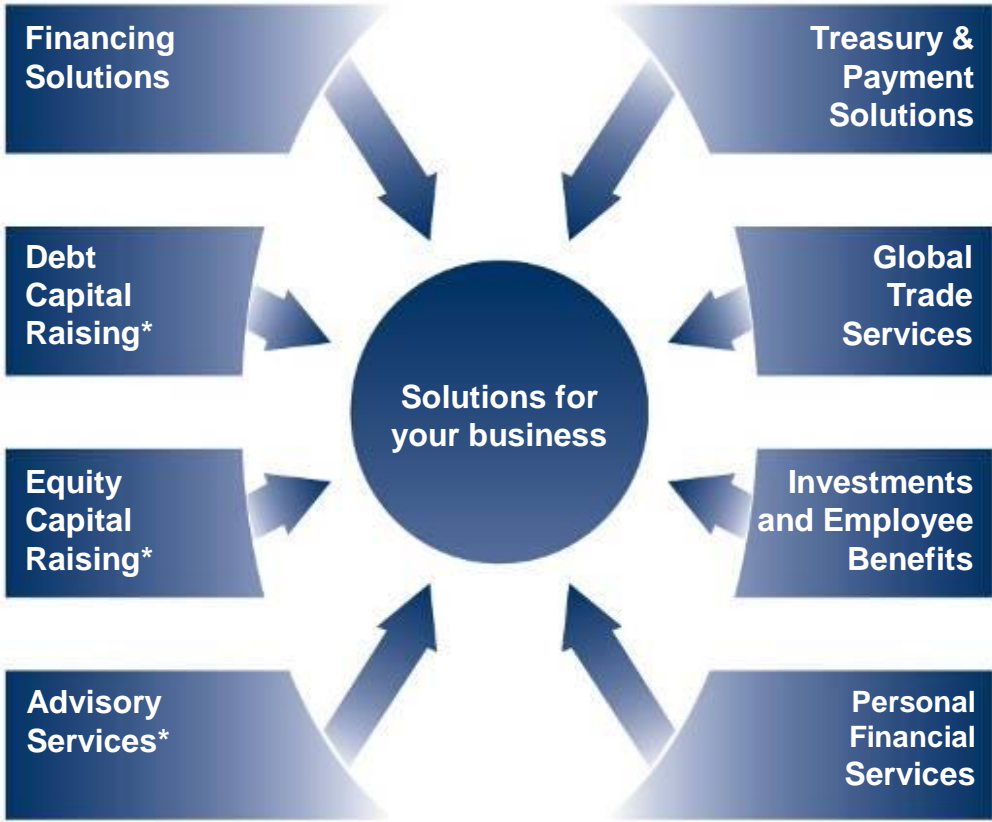 Financing
Solutions
Treasury &
Payment
Solutions
Debt
Capital
Raising*
Global
Trade
Services
Solutions for
your business
Equity
Capital
Raising*
Investments
and Employee
Benefits
Advisory
Services*
Personal
Financial
Services